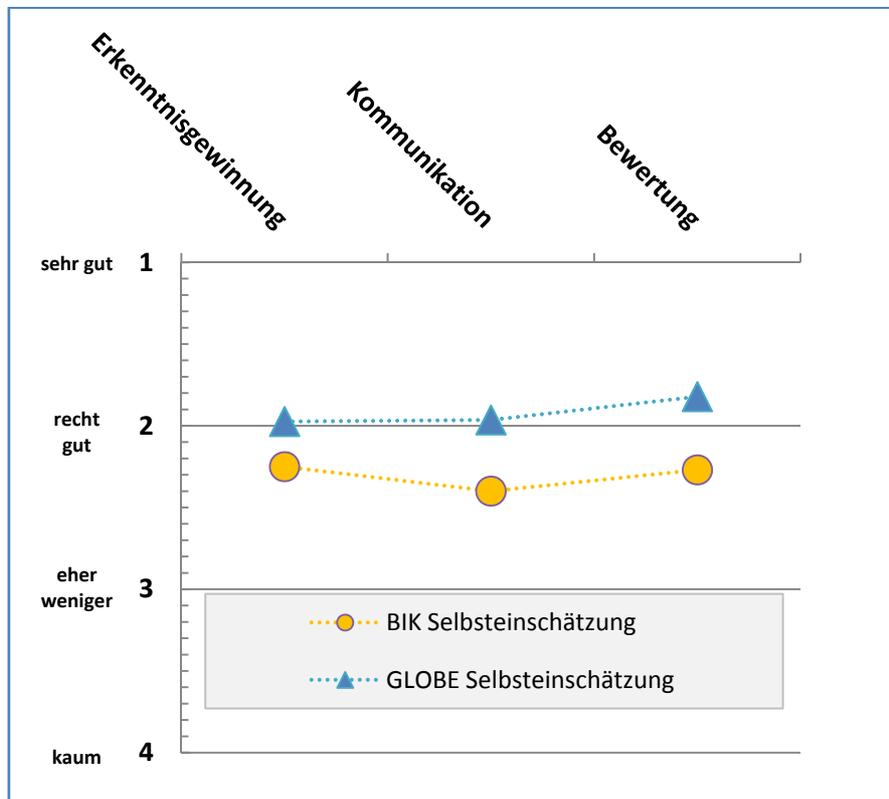 Erkenntnisgewinnung
Kommunikation
Bewertung
sehr gut 1
recht
gut
2
eher
weniger
3
BIK Selbsteinschätzung
GLOBE Selbsteinschätzung
kaum 4